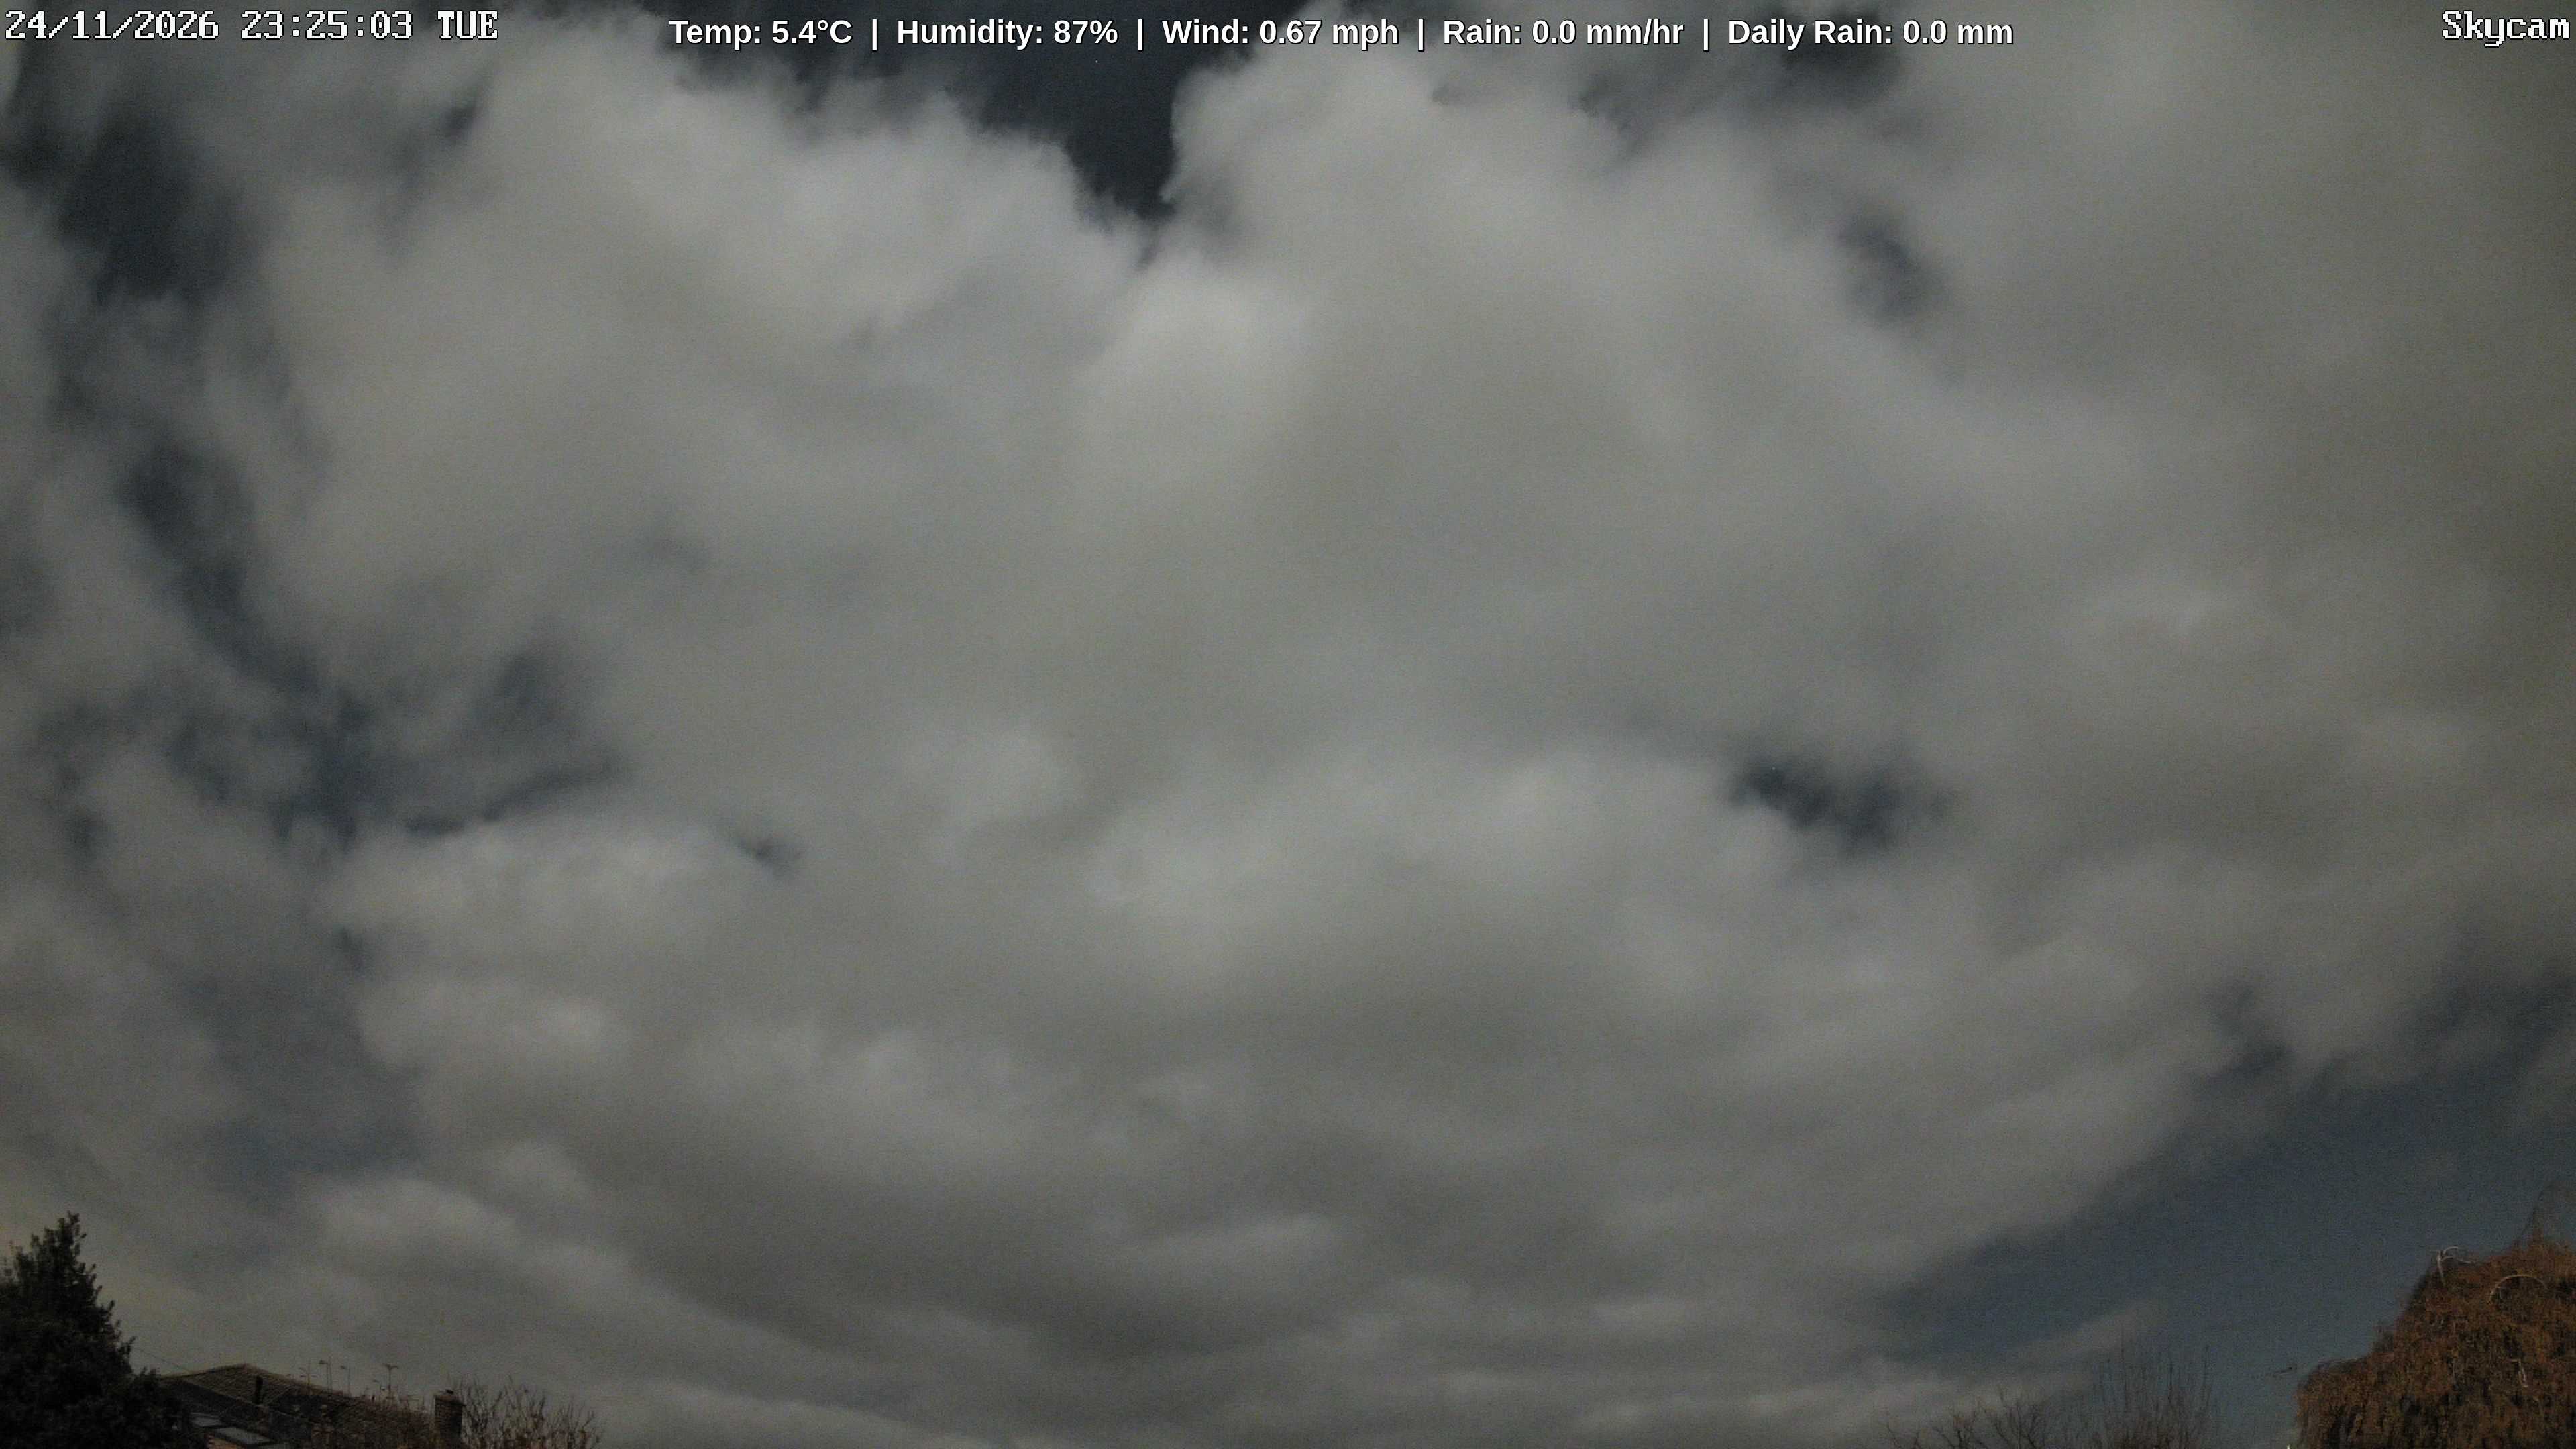 24/11/2026 23:25:03 TUE
Temp: 5.4°C | Humidity: 87% | Wind: 0.67 mph | Rain: 0.0 mm/hr | Daily Rain: 0.0 mm
Skycam